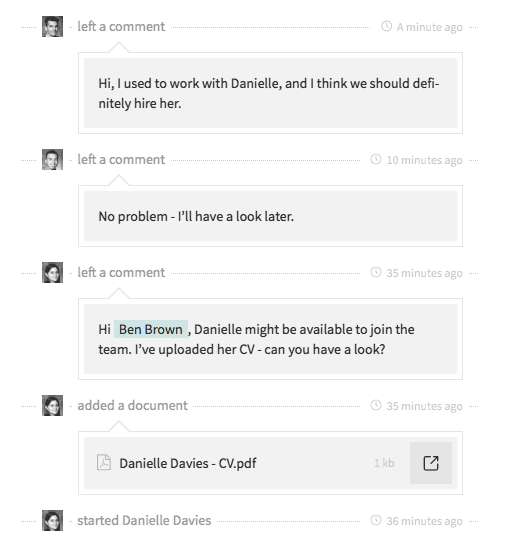 left a comment A minute ago
Hi, I used to work with Danielle, and I think we should defi-
nitely hire her.
left a comment 10 minutes ago
No problem - I'll have a look later.
left a comment 35 minutes ago
Hi Ben Brown , Danielle might be available to join the
team. I've uploaded her CV - can you have a look?
added a document 35 minutes ago
Danielle Davies - CV.pdf 1 kb
started Danielle Davies 36 minutes ago